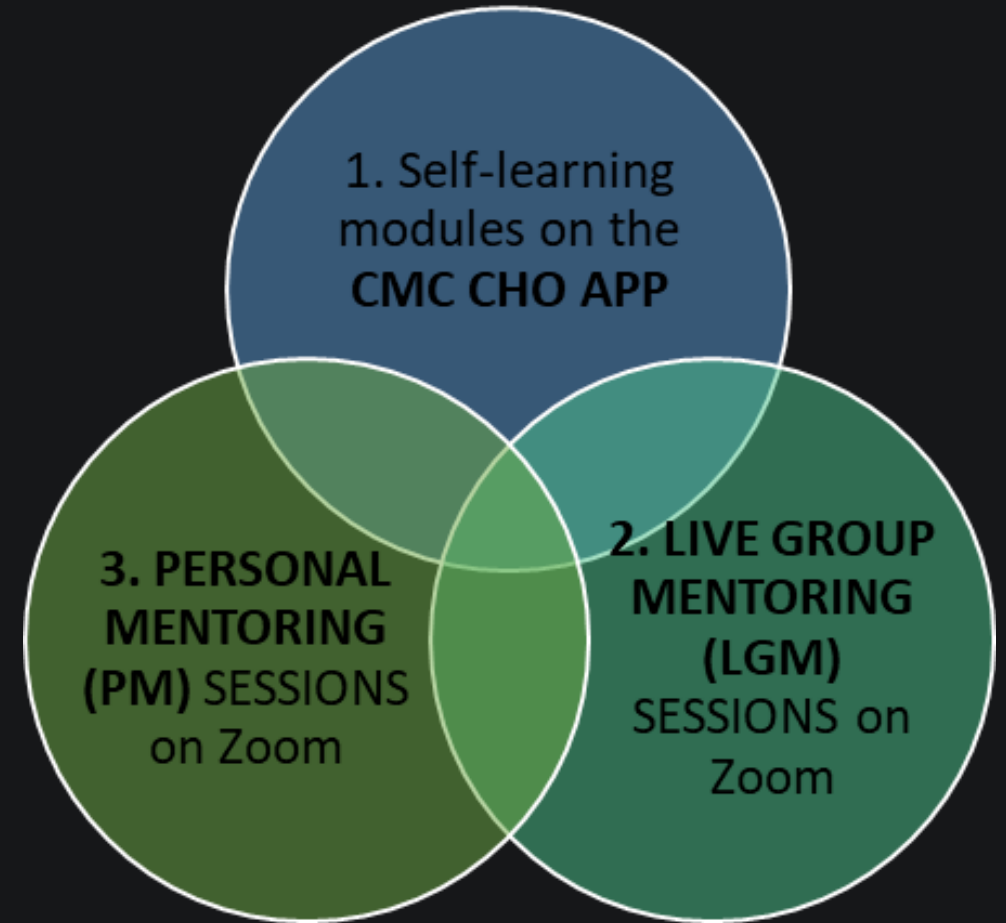 1. Self-learning
modules on the
CMC CHO APP
2. LIVE GROUP
MENTORING
(LGM)
SESSIONS on
Zoom
3. PERSONAL
MENTORING
(PM) SESSIONS
on Zoom